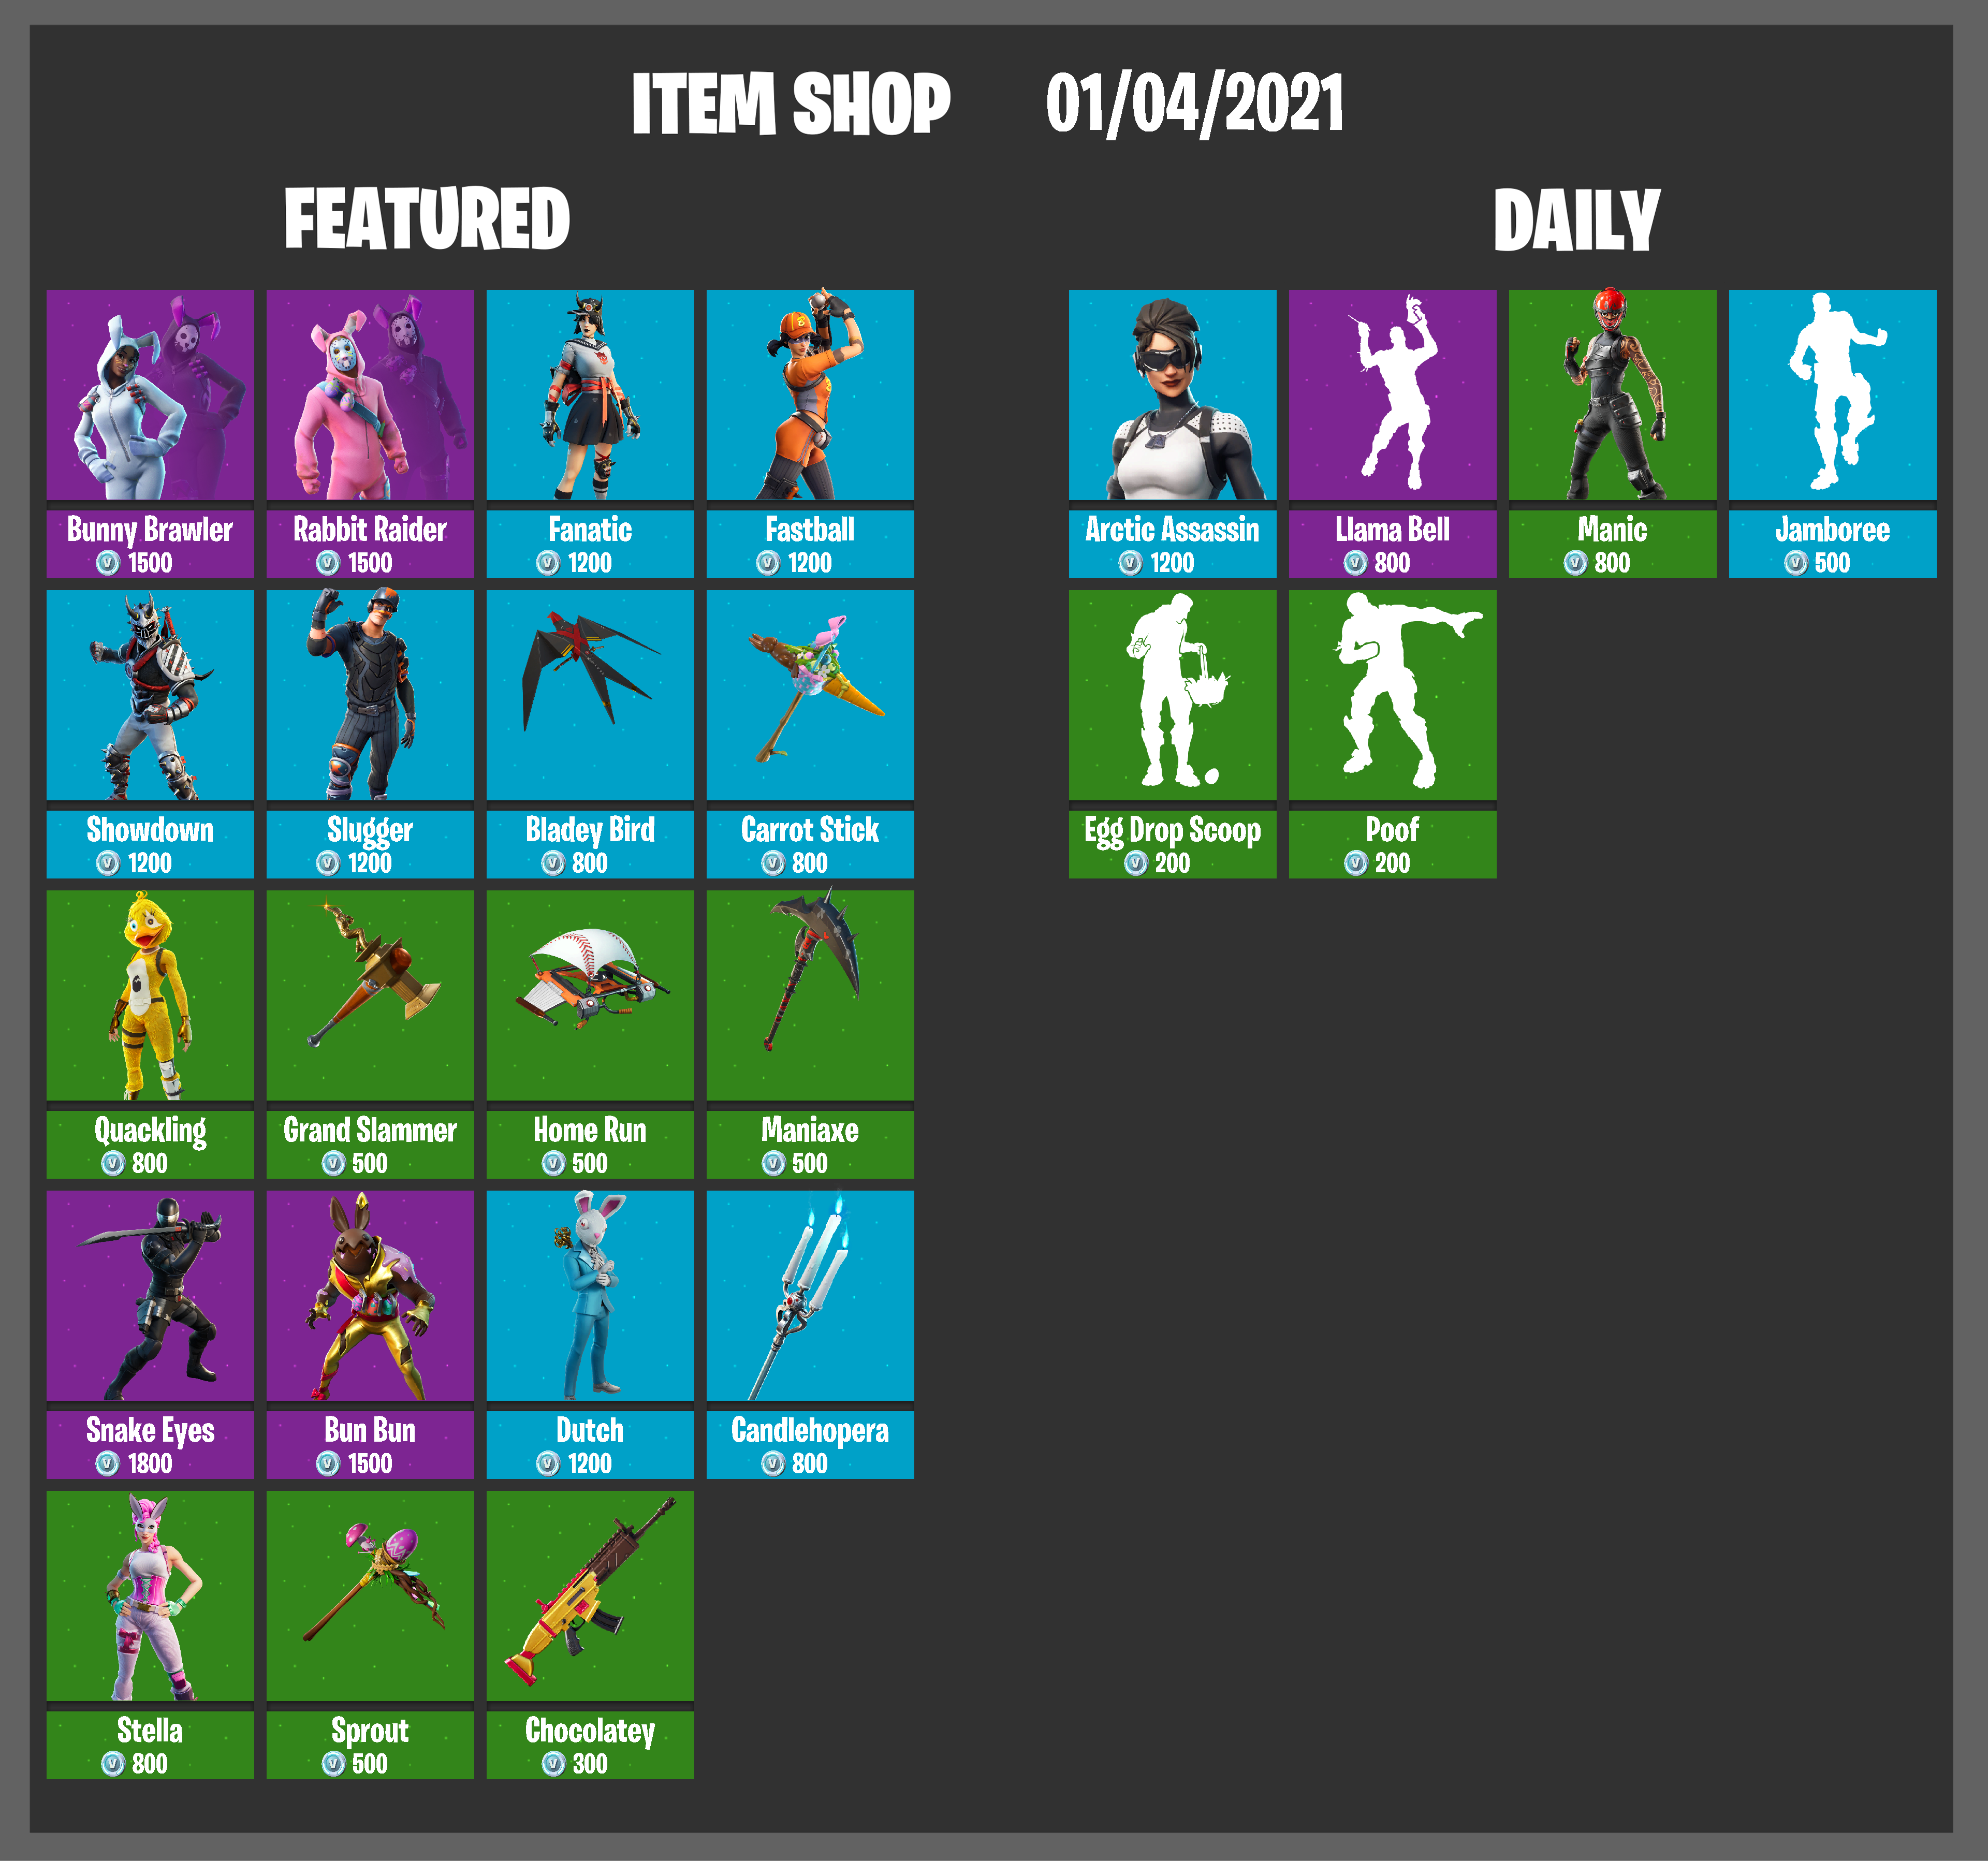 ITEM SHOP 01/04/2021
FEATURED
Bunny Brawler
V 1500
Rabbit Raider
V 1500
Fanatic
V 1200
Fastball
V 1200
Showdown
V 1200
Slugger
V 1200
Bladey Bird
V 800
Carrot Stick
V 800
Quackling
V 800
Grand Slammer
V 500
Home Run
V 500
Maniaxe
V 500
Snake Eyes
V 1800
Bun Bun
V 1500
Dutch
V 1200
Candlehopera
V 800
Stella
V 800
Sprout
V 500
Chocolatey
V 300
DAILY
Arctic Assassin
V 1200
Llama Bell
V 800
Manic
V 800
Jamboree
V 500
Egg Drop Scoop
V 200
Poof
V 200